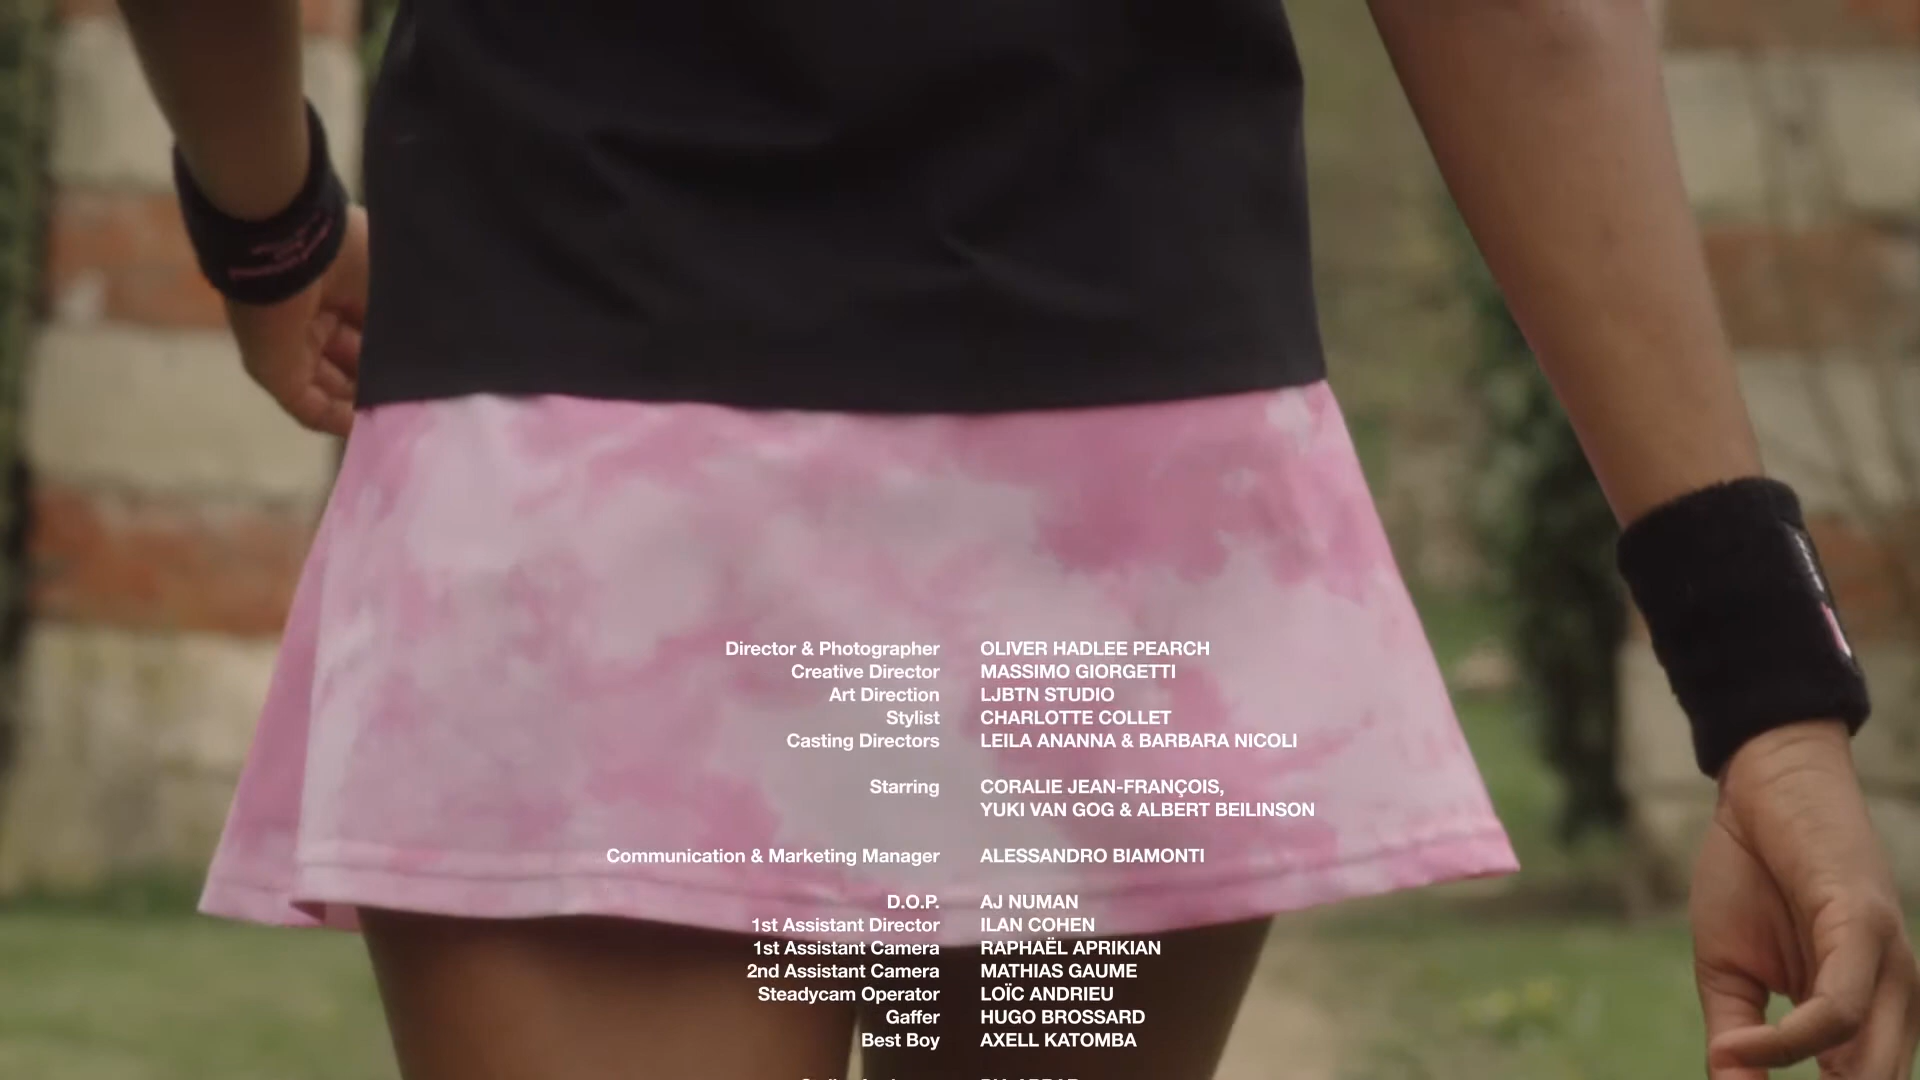 Director & Photographer OLIVER HADLEE PEARCH
Creative Director MASSIMO GIORGETTI
Art Direction LJBTN STUDIO
Stylist CHARLOTTE COLLET
Casting Directors LEILA ANANNA & BARBARA NICOLI
Starring CORALIE JEAN-FRANÇOIS,
YUKI VAN GOG & ALBERT BEILINSON
Communication & Marketing Manager ALESSANDRO BIAMONTI
D.O.P. AJ NUMAN
1st Assistant Director ILAN COHEN
1st Assistant Camera RAPHAËL APRIKIAN
2nd Assistant Camera MATHIAS GAUME
Steadycam Operator LOÏC ANDRIEU
Gaffer HUGO BROSSARD
Best Boy AXELL KATOMBA